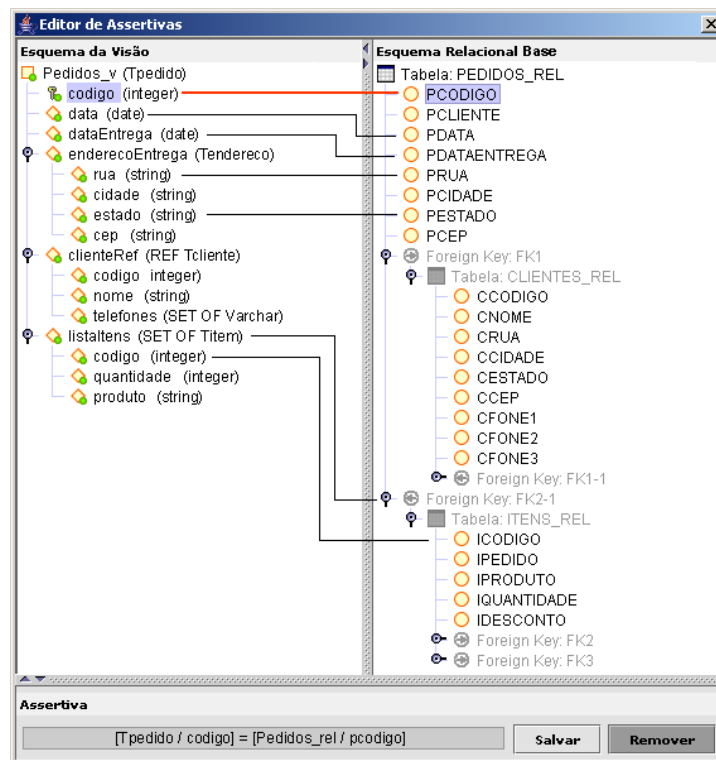 Editor de Assertivas
Esquema da Visão
Pedidos_v (Tpedido)
codigo (integer)
data (date)
dataEntrega (date)
enderecoEntrega (Tendereco)
rua (string)
cidade (string)
estado (string)
cep (string)
clienteRef (REF Tcliente)
codigo integer)
nome (string)
telefones (SET OF Varchar)
listaItens (SET OF Titem)
codigo (integer)
quantidade (integer)
produto (string)
Esquema Relacional Base
Tabela: PEDIDOS_REL
PCODIGO
PCLIENTE
PDATA
PDATAENTREGA
PRUA
PCIDADE
PESTADO
PCEP
Foreign Key: FK1
Tabela: CLIENTES_REL
CCODIGO
CNOME
CRUA
CCIDADE
CESTADO
CCEP
CFONE1
CFONE2
CFONE3
Foreign Key: FK1-1
Foreign Key: FK2-1
Tabela: ITENS_REL
ICODIGO
IPEDIDO
IPRODUTO
IQUANTIDADE
IDESCONTO
Foreign Key: FK2
Foreign Key: FK3
Assertiva
[Tpedido / codigo] = [Pedidos_rel / pcodigo]
Salvar
Remover